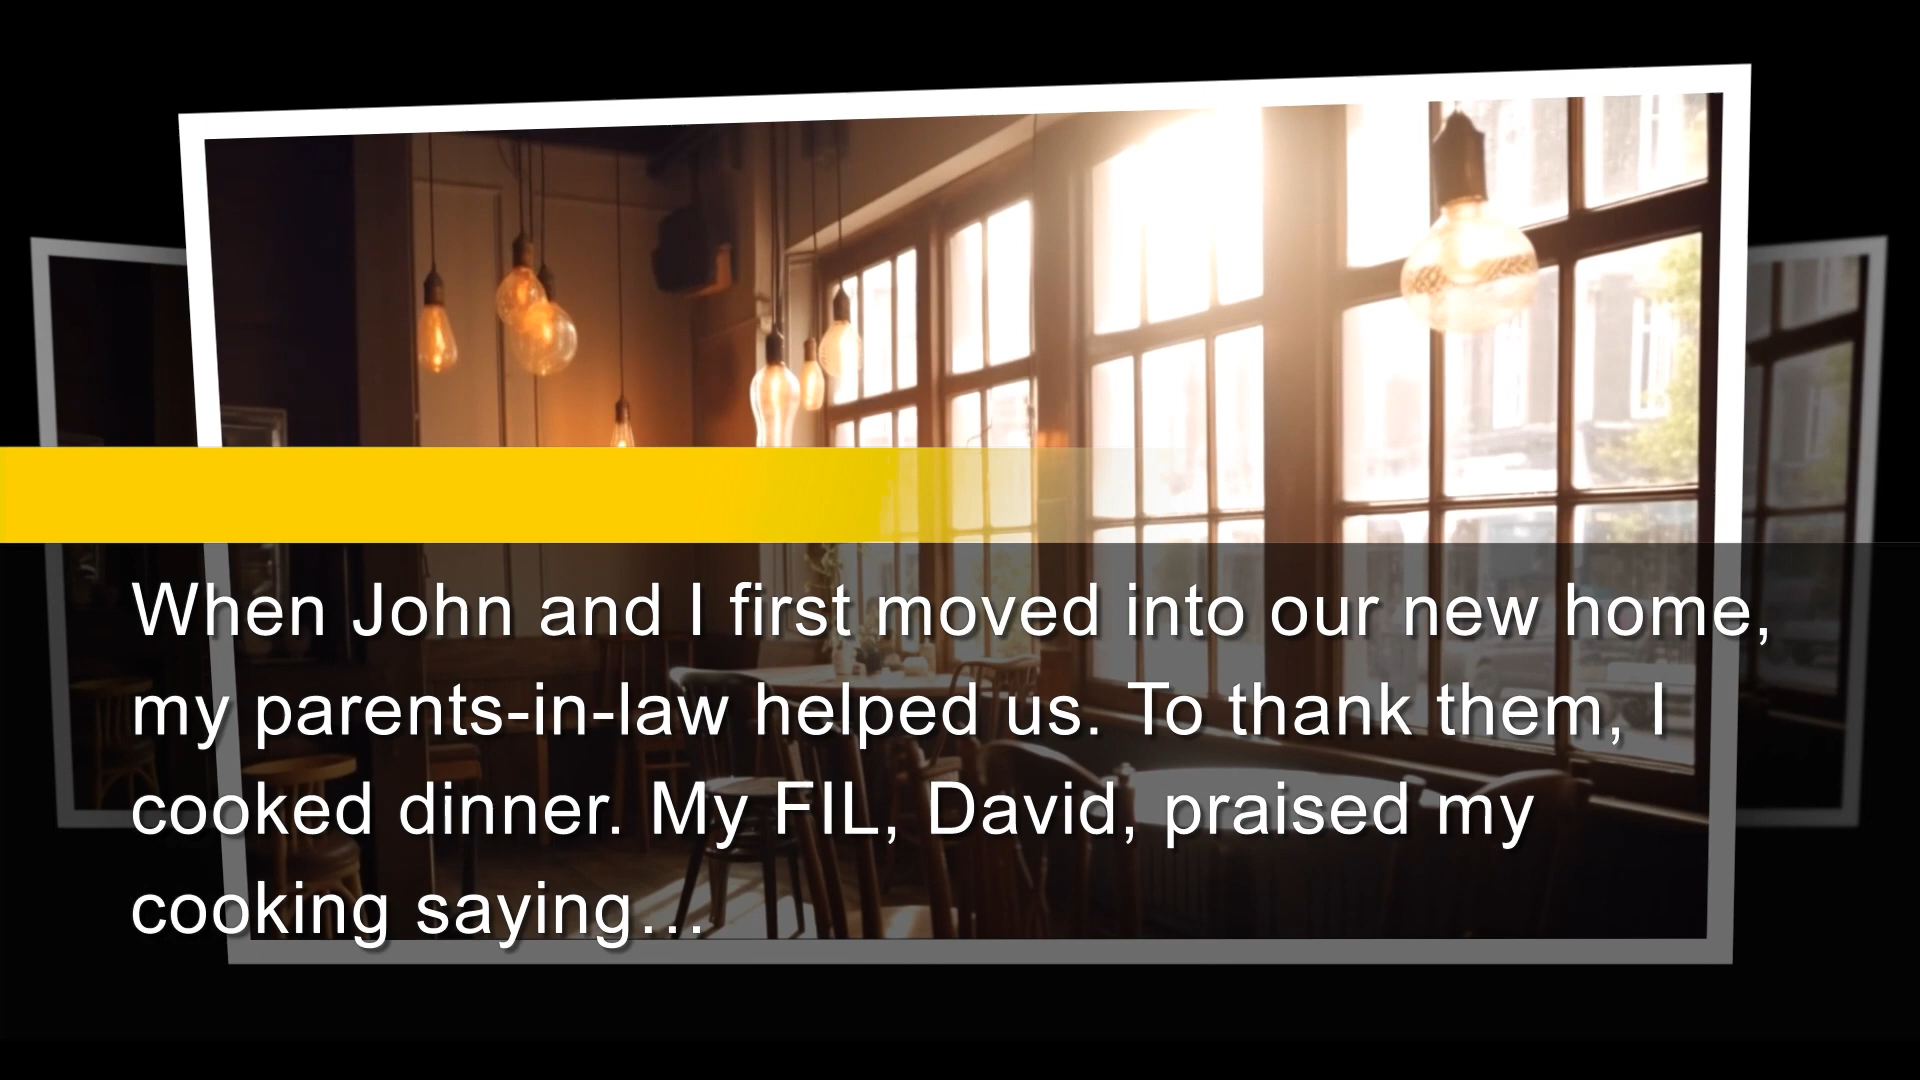 When John and I first moved into our new home,
my parents-in-law helped us. To thank them, I
cooked dinner. My FIL, David, praised my
cooking saying…